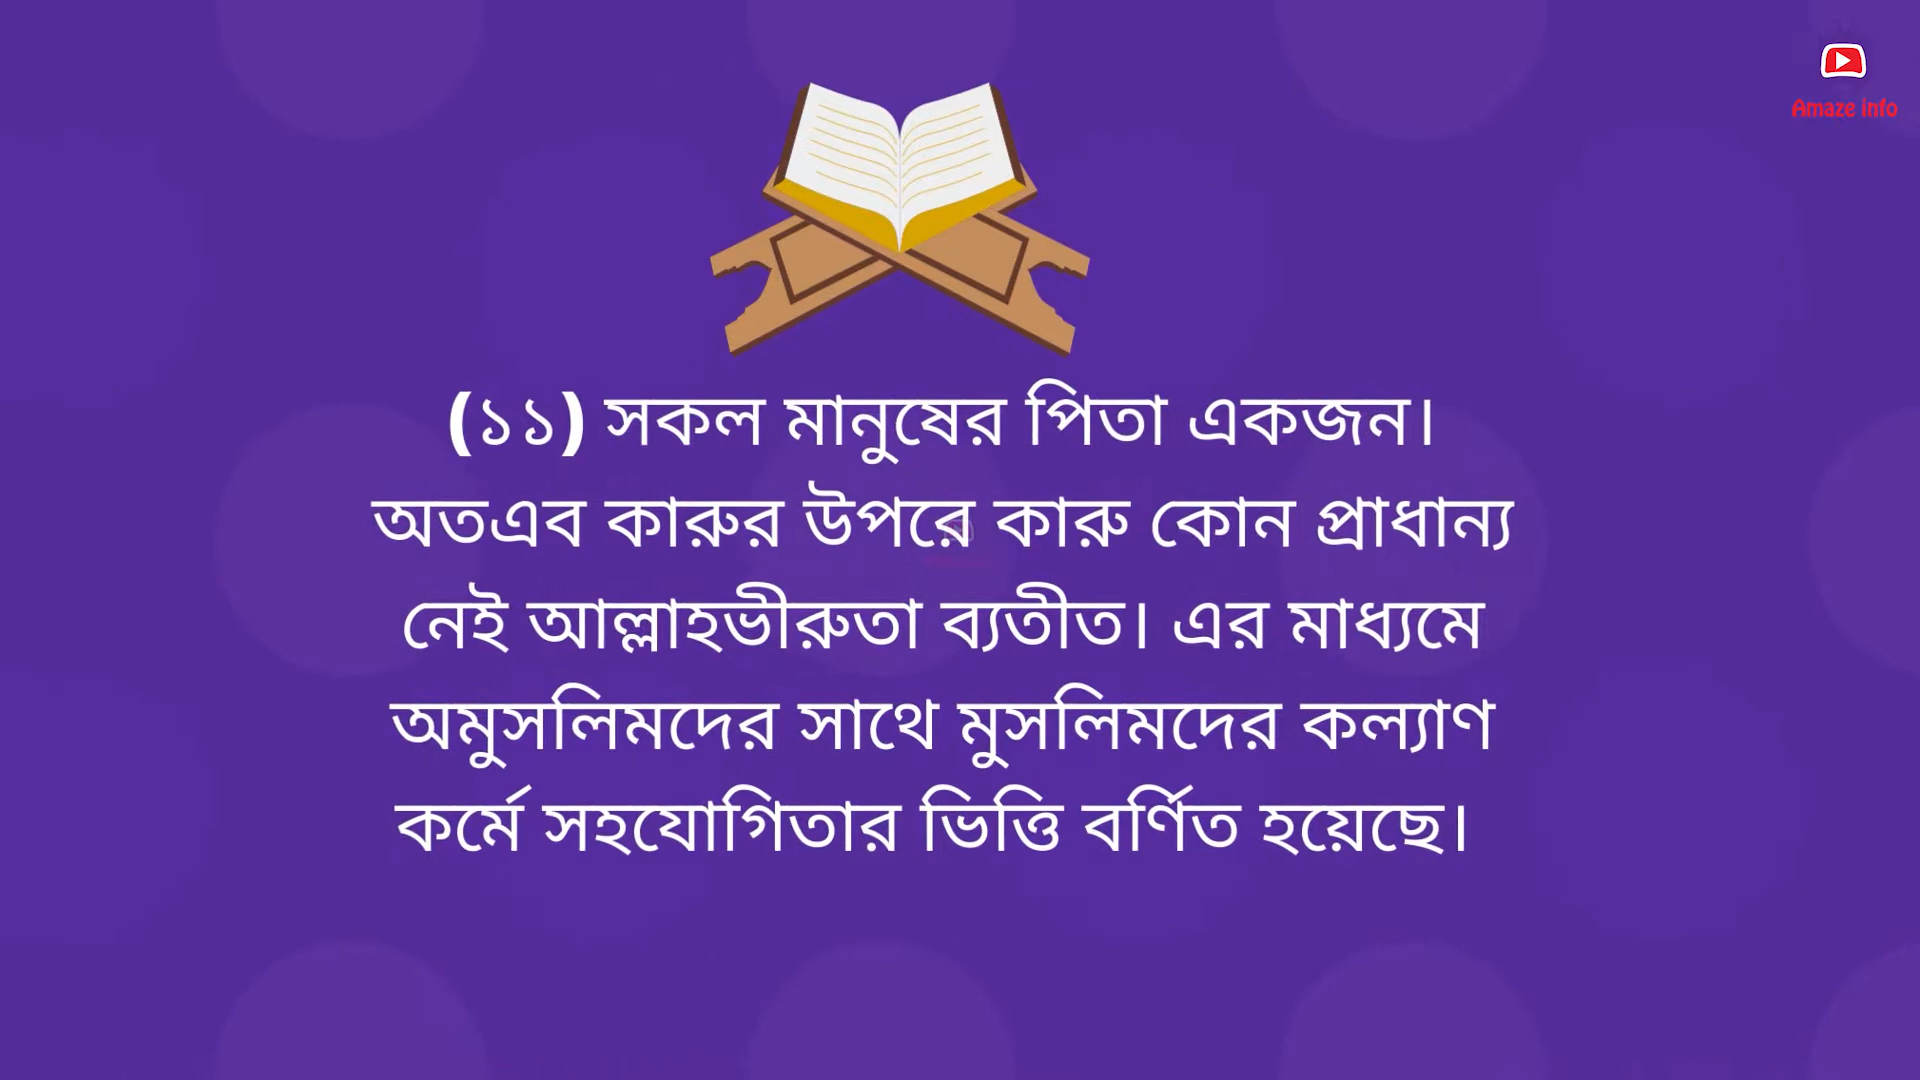 Amaze info
(১১) সকল মানুষের পিতা একজন।
অতএব কারুর উপরে কারু কোন প্রাধান্য
নেই আল্লাহভীরুতা ব্যতীত। এর মাধ্যমে
অমুসলিমদের সাথে মুসলিমদের কল্যাণ
কর্মে সহযোগিতার ভিত্তি বর্ণিত হয়েছে।